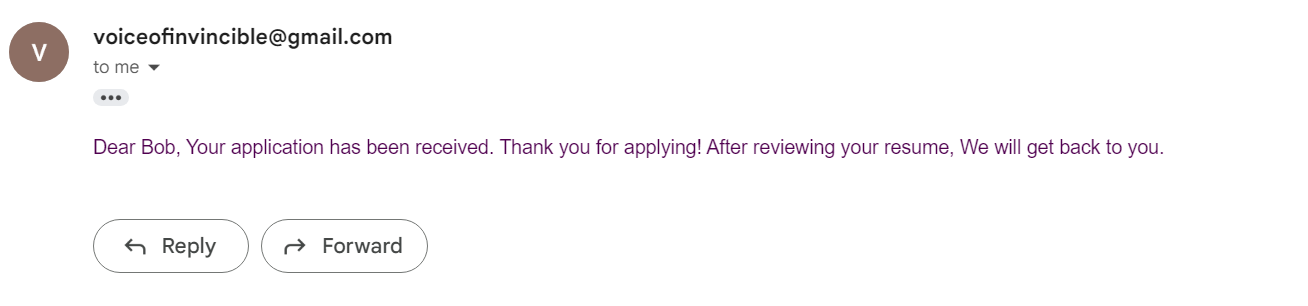 V
voiceofinvincible@gmail.com
to me
Dear Bob, Your application has been received. Thank you for applying! After reviewing your resume, We will get back to you.
Reply
Forward